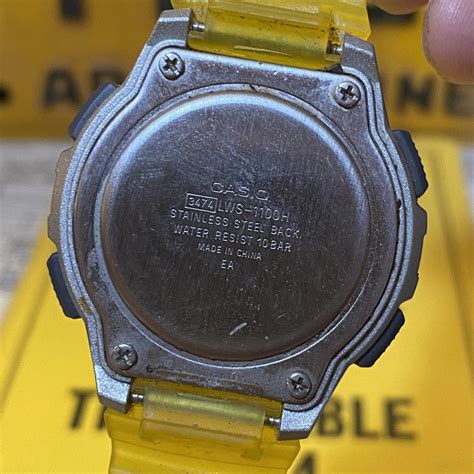 CASIO
3474 LWS-1100H
STAINLESS STEEL BACK
WATER RESIST 10BAR
MADE IN CHINA
EA